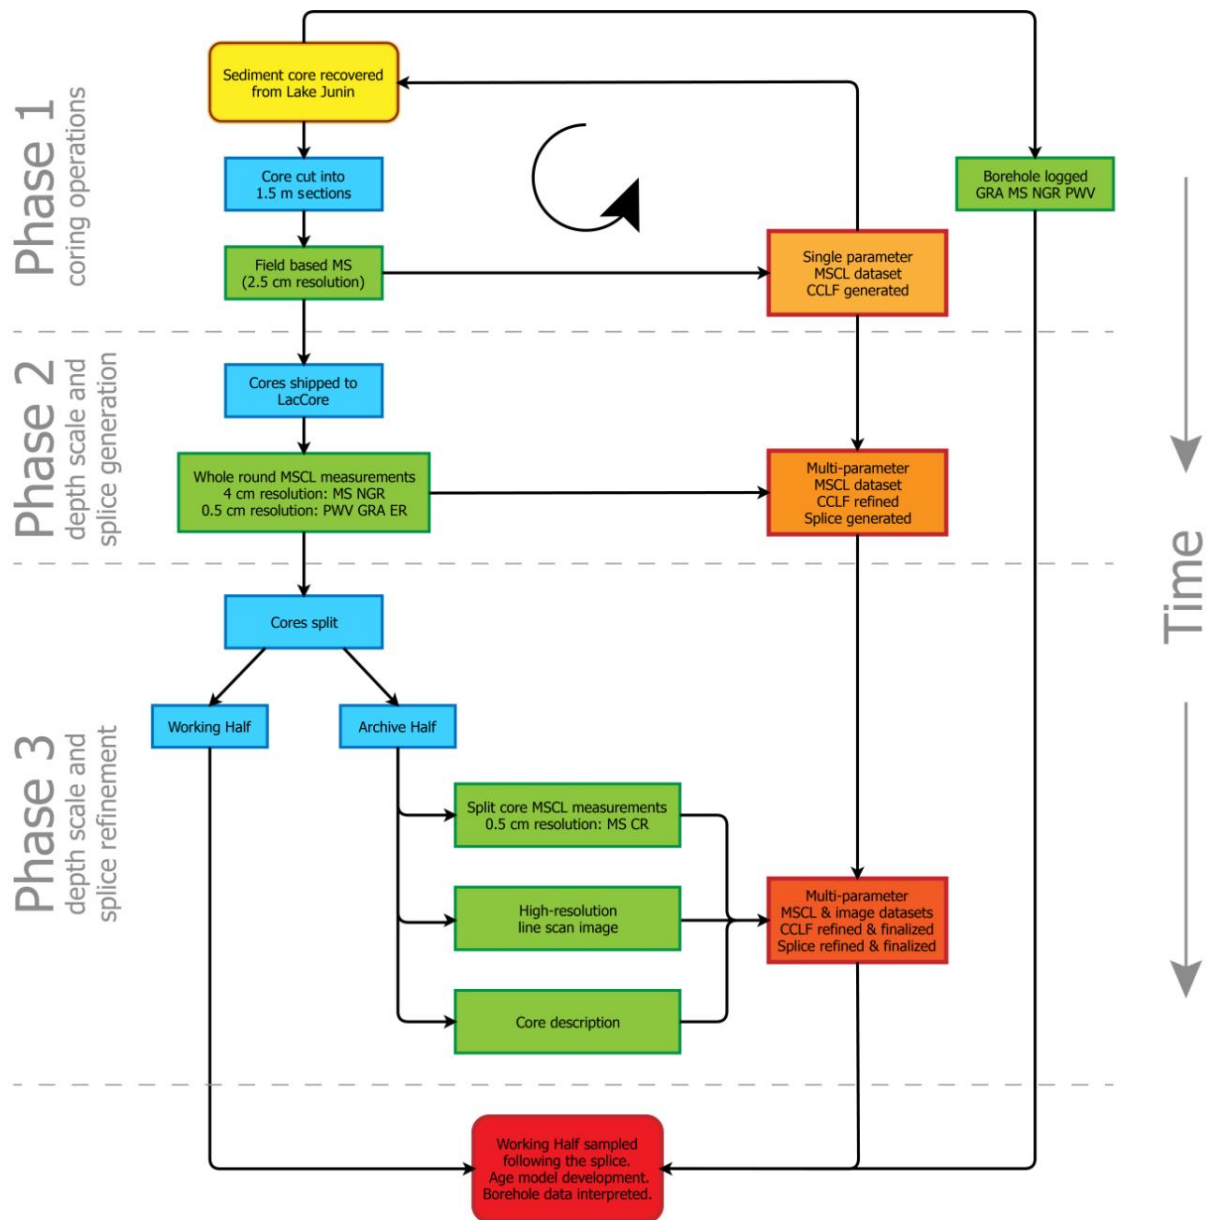 Phase 1
coring operations
Sediment core recovered
from Lake Junin
Core cut into
1.5 m sections
Borehole logged
GRA MS NGR PWV
Field based MS
(2.5 cm resolution)
Single parameter
MSCL dataset
CCLF generated
Phase 2
depth scale and
splice generation
Cores shipped to
LacCore
Whole round MSCL measurements
4 cm resolution: MS NGR
0.5 cm resolution: PWV GRA ER
Multi-parameter
MSCL dataset
CCLF refined
Splice generated
Time
Phase 3
depth scale and
splice refinement
Cores split
Working Half
Archive Half
Split core MSCL measurements
0.5 cm resolution: MS CR
High-resolution
line scan image
Core description
Multi-parameter
MSCL & image datasets
CCLF refined & finalized
Splice refined & finalized
Working Half sampled
following the splice.
Age model development.
Borehole data interpreted.